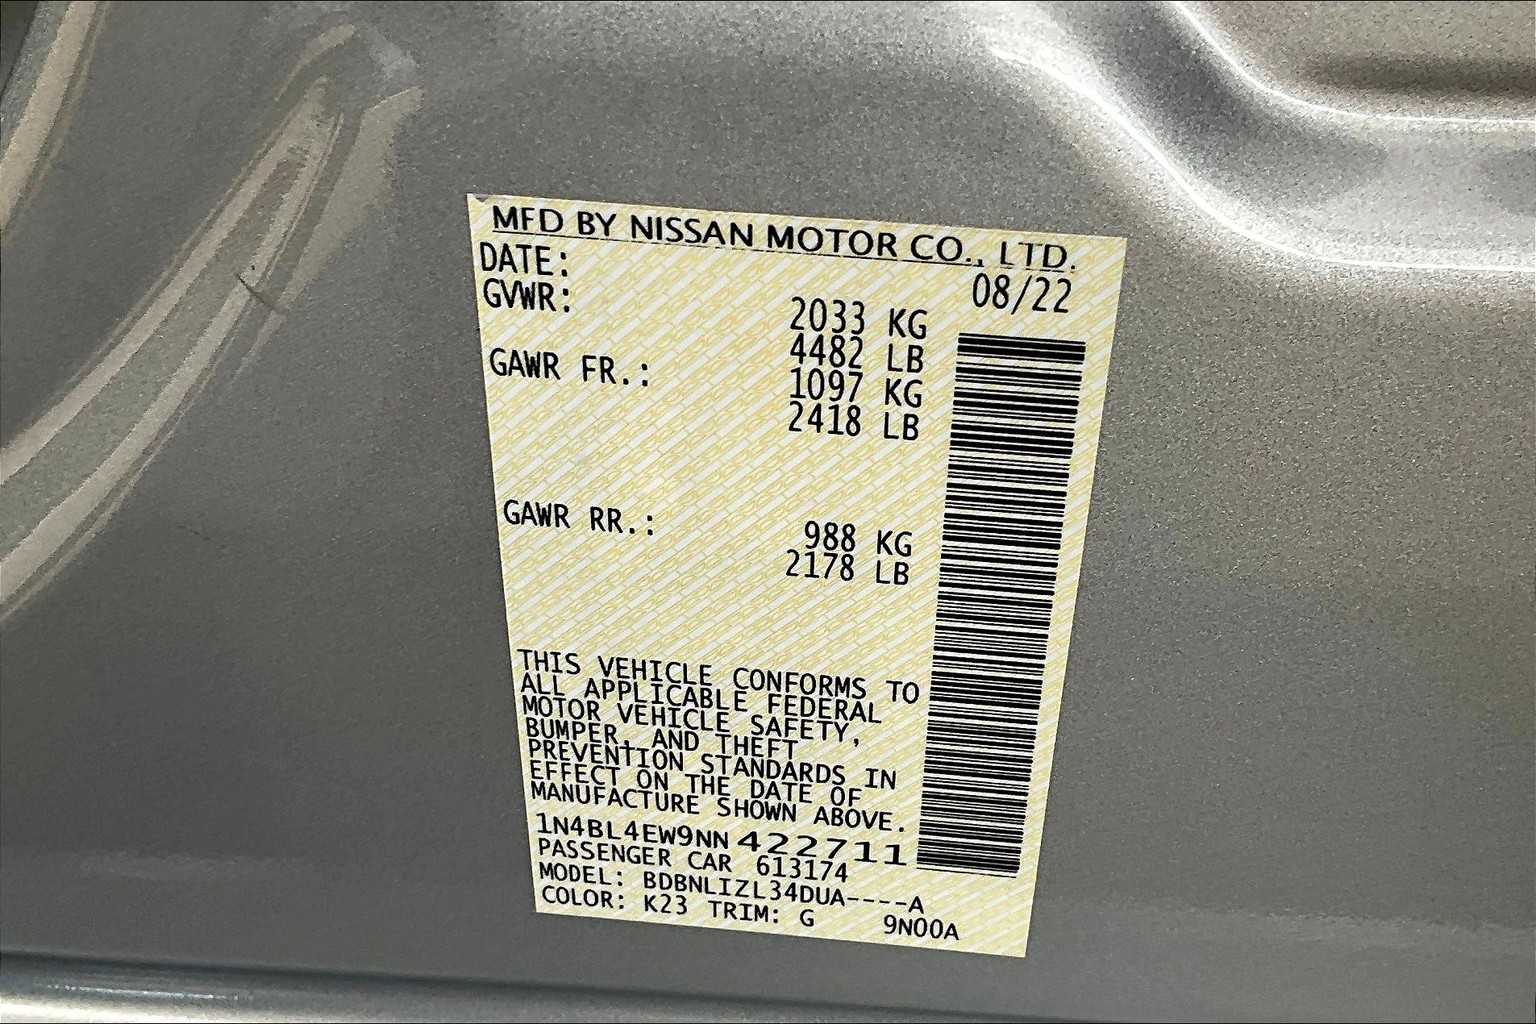 MFD BY NISSAN MOTOR CO., LTD.
DATE: 08/22
GVWR: 2033 KG
4482 LB
GAWR FR.: 1097 KG
2418 LB
GAWR RR.: 988 KG
2178 LB
THIS VEHICLE CONFORMS TO
ALL APPLICABLE FEDERAL
MOTOR VEHICLE SAFETY,
BUMPER, AND THEFT
PREVENTION STANDARDS IN
EFFECT ON THE DATE OF
MANUFACTURE SHOWN ABOVE.
1N4BL4EW9NN422711
PASSENGER CAR 613174
MODEL: BDBNLIZL34DUA----A
COLOR: K23 TRIM: G 9N00A